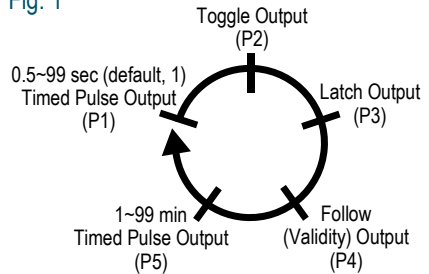 Fig. 1
Toggle Output
(P2)
0.5~99 sec (default, 1)
Timed Pulse Output
(P1)
Latch Output
(P3)
1~99 min
Timed Pulse Output
(P5)
Follow
(Validity) Output
(P4)